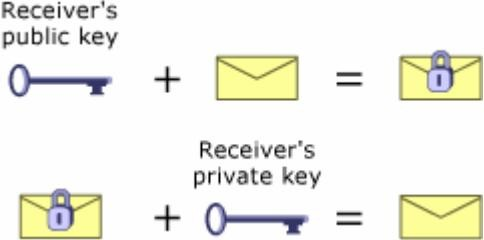 Receiver's
public key
+ =
Receiver's
private key
+ =